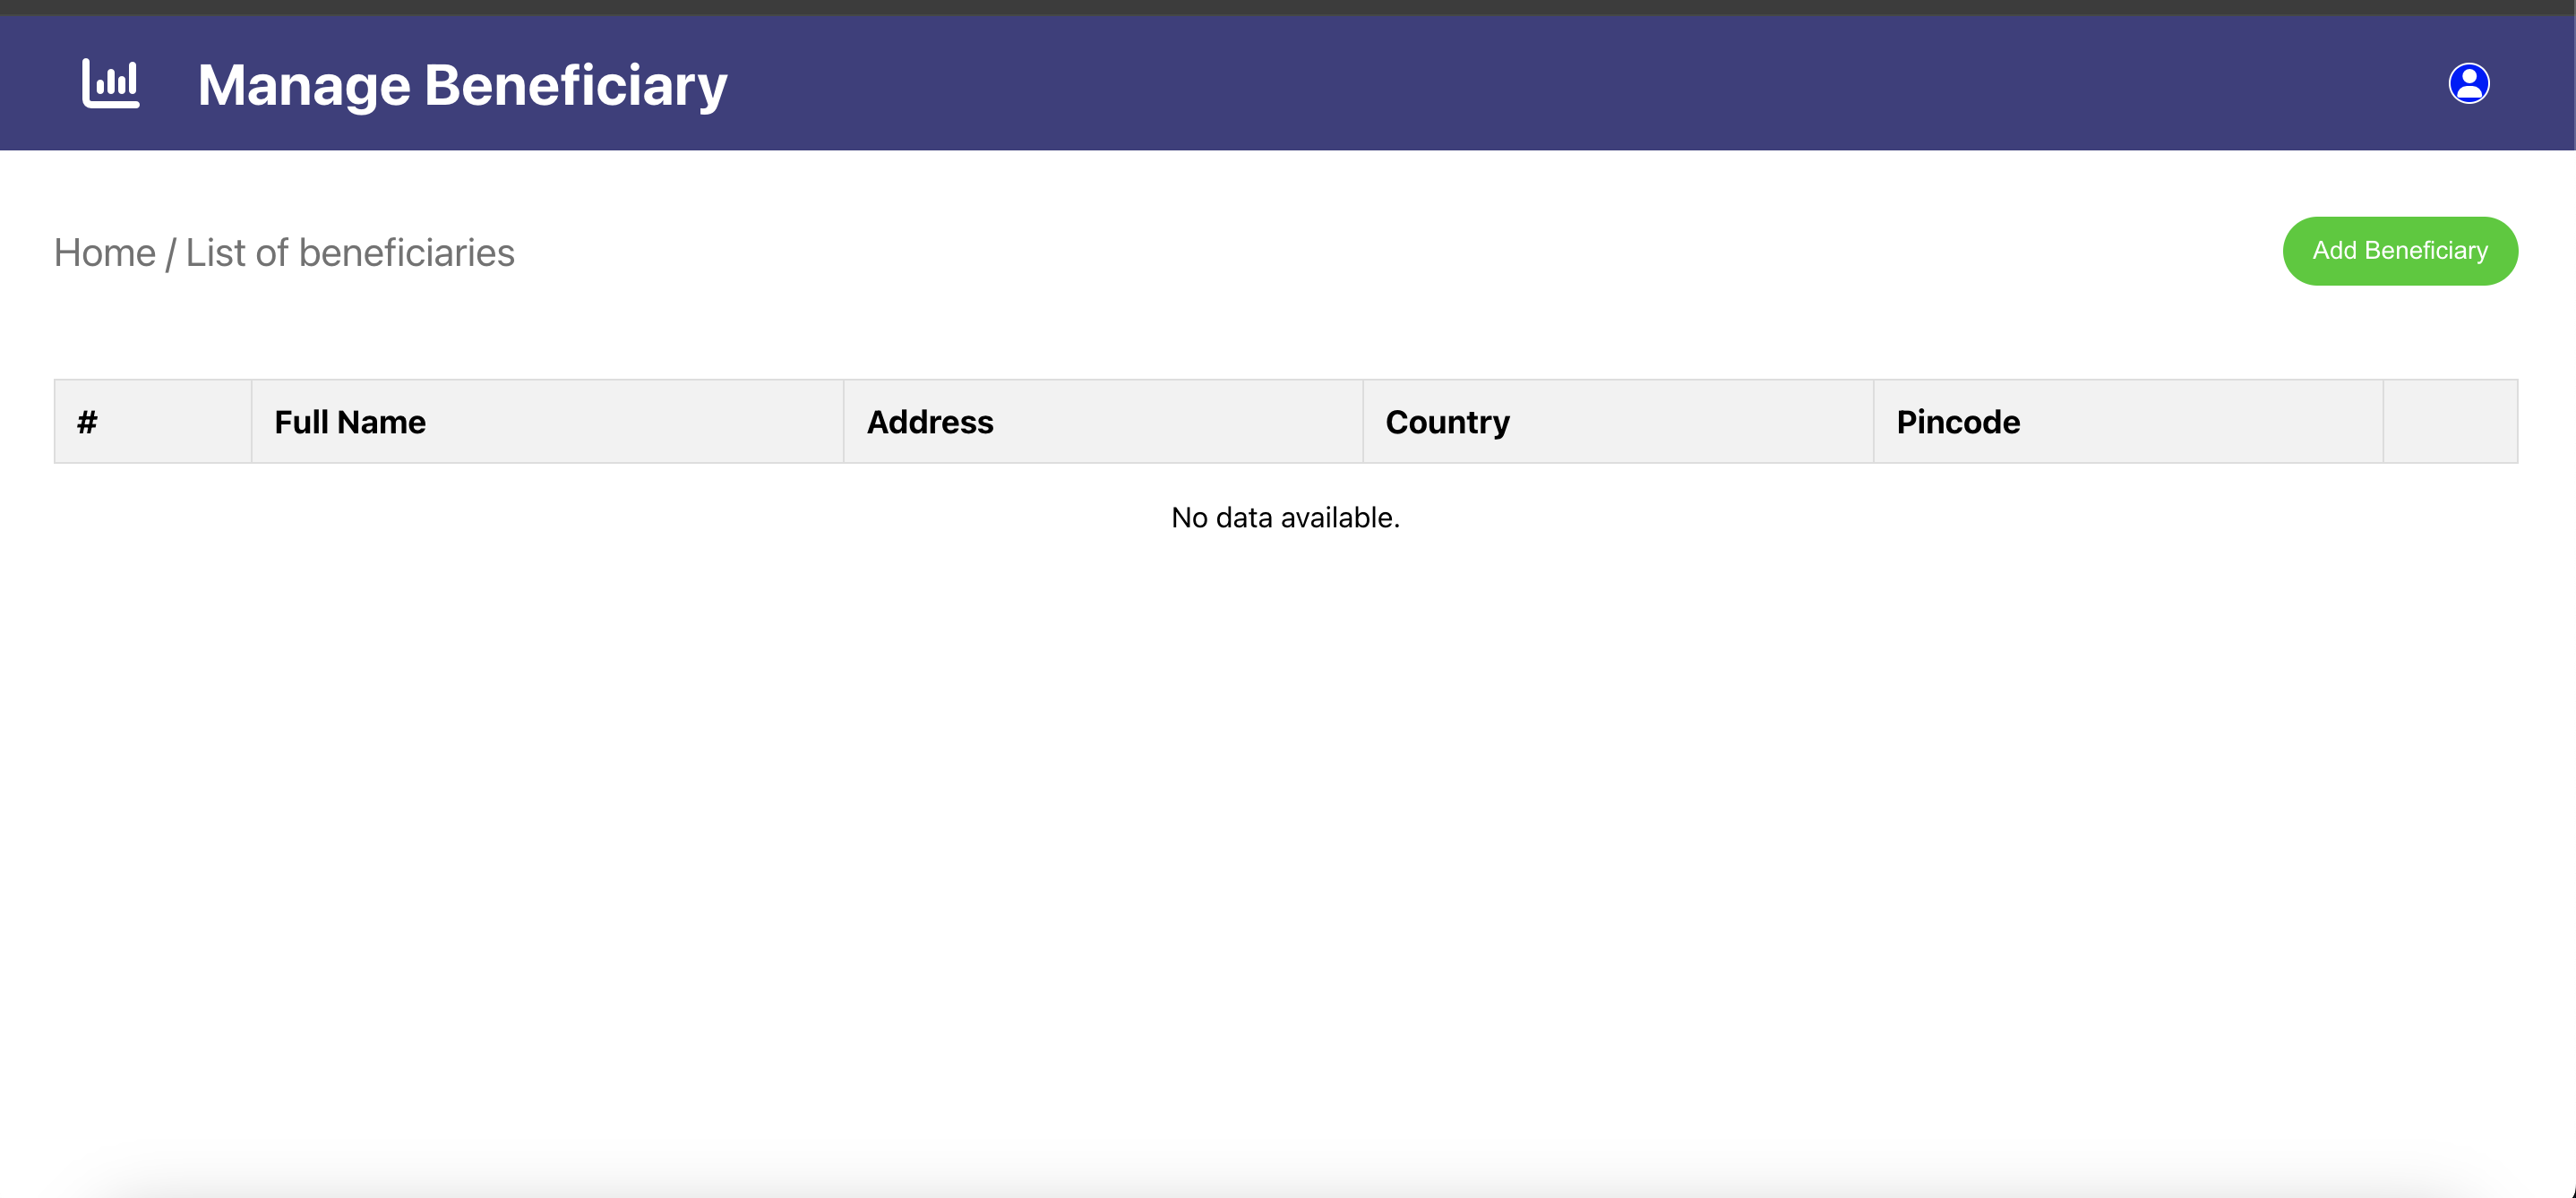 Manage Beneficiary
Home / List of beneficiaries
Add Beneficiary
# Full Name Address Country Pincode
No data available.